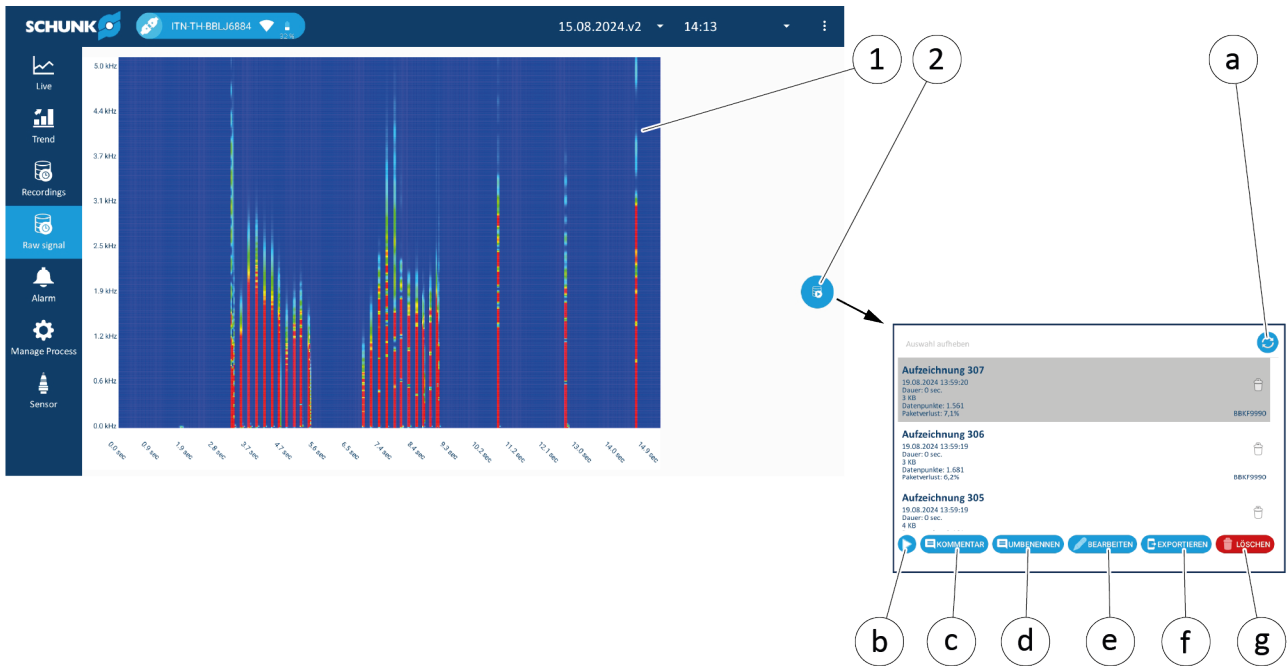 SCHUNK
ITN-TH-BBLJ6884
32 %
15.08.2024.v2
14:13
1
2
a
Live
Trend
Recordings
Raw signal
Alarm
Manage Process
Sensor
5.0 kHz
4.4 kHz
3.7 kHz
3.1 kHz
2.5 kHz
1.9 kHz
1.2 kHz
0.6 kHz
0.0 kHz
0.0 sec
0.9 sec
1.9 sec
2.8 sec
3.7 sec
4.7 sec
5.6 sec
6.5 sec
7.4 sec
8.4 sec
9.3 sec
10.2 sec
11.2 sec
12.1 sec
13.0 sec
14.0 sec
14.9 sec
Auswahl aufheben
Aufzeichnung 307
19.08.2024 13:59:20
Dauer: 0 sec.
3 KB
Datenpunkte: 1.561
Paketverlust: 7,1% BBKF9990
Aufzeichnung 306
19.08.2024 13:59:19
Dauer: 0 sec.
3 KB
Datenpunkte: 1.681
Paketverlust: 6,2% BBKF9990
Aufzeichnung 305
19.08.2024 13:59:19
Dauer: 0 sec.
4 KB
KOMMENTAR UMBENENNEN BEARBEITEN EXPORTIEREN LÖSCHEN
b c d e f g